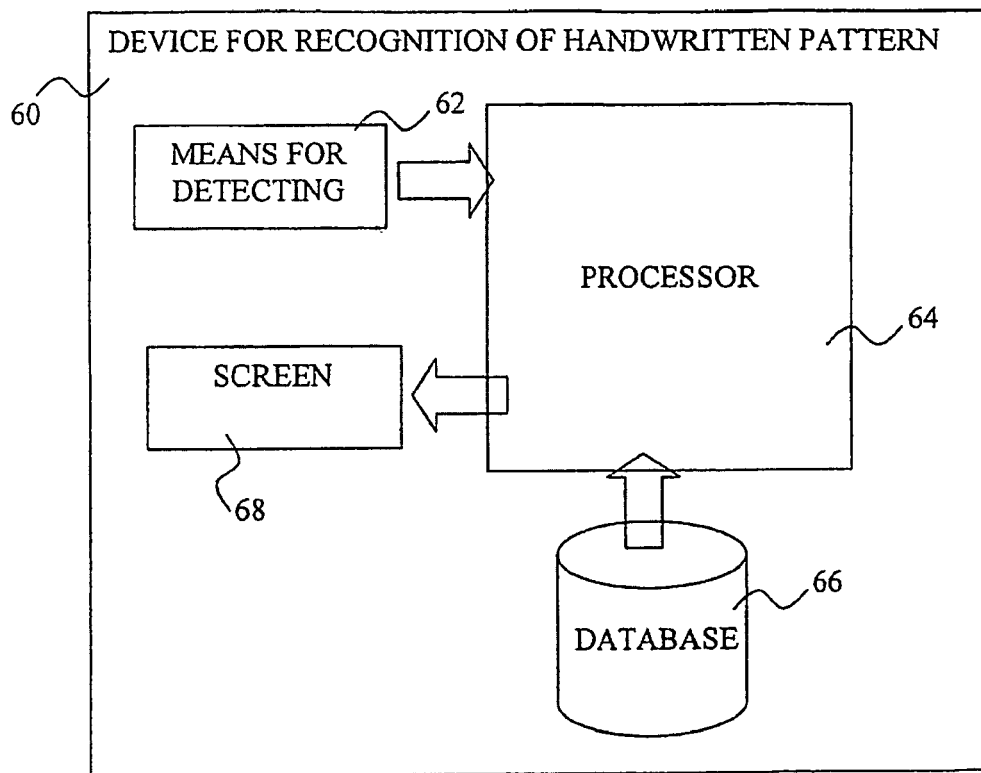 DEVICE FOR RECOGNITION OF HANDWRITTEN PATTERN
60
62
MEANS FOR
DETECTING
PROCESSOR
64
SCREEN
68
66
DATABASE